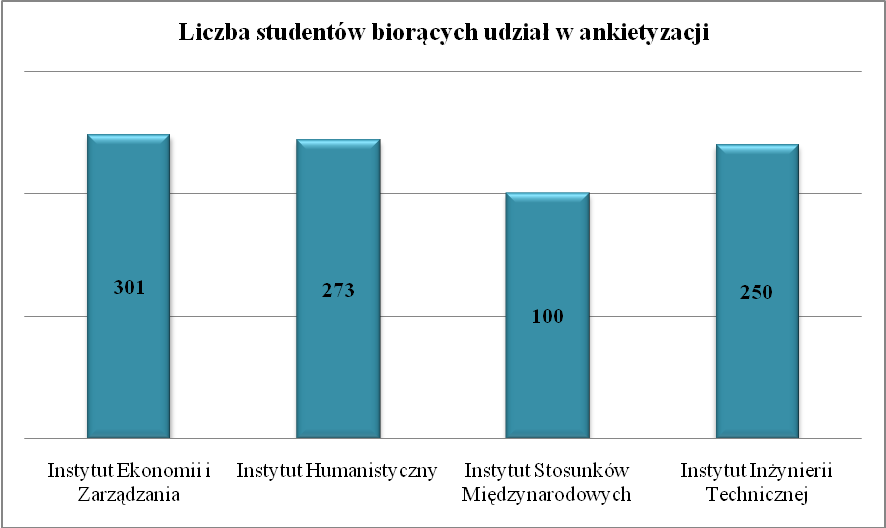 Liczba studentów biorących udział w ankietyzacji
301
273
100
250
Instytut Ekonomii i
Zarządzania
Instytut Humanistyczny
Instytut Stosunków
Międzynarodowych
Instytut Inżynierii
Technicznej